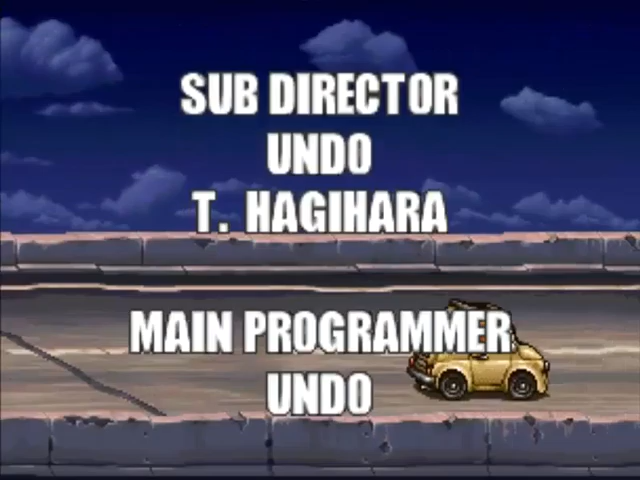 SUB DIRECTOR
UNDO
T. HAGIHARA
MAIN PROGRAMMER
UNDO